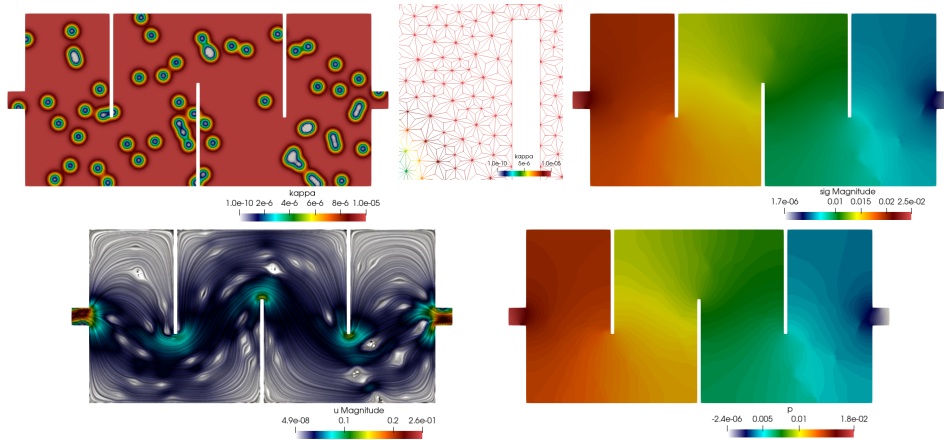 kappa
1.0e-10 5e-6 1.0e-05
kappa
1.0e-10 2e-6 4e-6 6e-6 8e-6 1.0e-05
sig Magnitude
1.7e-06 0.01 0.015 0.02 2.5e-02
u Magnitude
4.9e-08 0.1 0.2 2.6e-01
p
-2.4e-06 0.005 0.01 1.8e-02